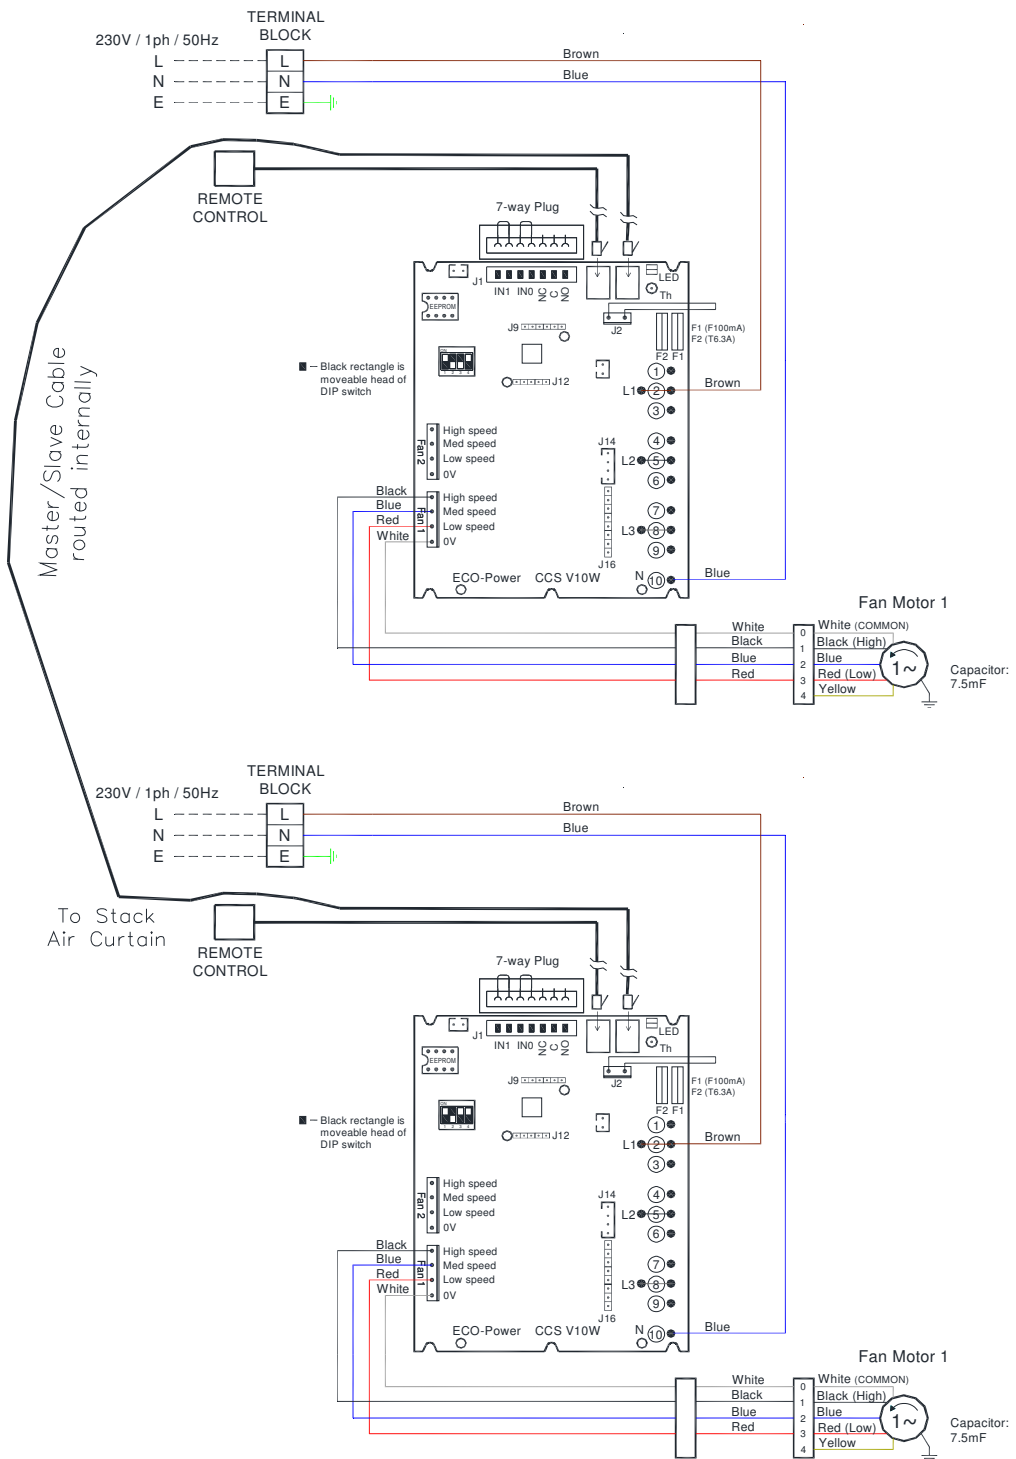 TERMINAL
BLOCK
230V / 1ph / 50Hz
L L Brown
N N Blue
E E
REMOTE
CONTROL
7-way Plug
J1
IN1 IN0 NC C NO
LED
Th
EEPROM
J9
J2
F1 (F100mA)
F2 (T6.3A)
F2 F1
ON
1 2 3 4
Black rectangle is
moveable head of
DIP switch
J12
1
L1 2 Brown
3
Master/Slave Cable
routed internally
Fan 2
High speed
Med speed
Low speed
0V
J14
4
L2 5
6
Fan 1
Black High speed
Blue Med speed
Red Low speed
White 0V
7
L3 8
9
J16
ECO-Power CCS V10W N 10 Blue
Fan Motor 1
White 0 White (COMMON)
Black 1 Black (High)
Blue 2 Blue
Red 3 Red (Low)
4 Yellow
1~
Capacitor:
7.5mF
TERMINAL
BLOCK
230V / 1ph / 50Hz
L L Brown
N N Blue
E E
To Stack
Air Curtain
REMOTE
CONTROL
7-way Plug
J1
IN1 IN0 NC C NO
LED
Th
EEPROM
J9
J2
F1 (F100mA)
F2 (T6.3A)
F2 F1
ON
1 2 3 4
Black rectangle is
moveable head of
DIP switch
J12
1
L1 2 Brown
3
Fan 2
High speed
Med speed
Low speed
0V
J14
4
L2 5
6
Fan 1
Black High speed
Blue Med speed
Red Low speed
White 0V
7
L3 8
9
J16
ECO-Power CCS V10W N 10 Blue
Fan Motor 1
White 0 White (COMMON)
Black 1 Black (High)
Blue 2 Blue
Red 3 Red (Low)
4 Yellow
1~
Capacitor:
7.5mF